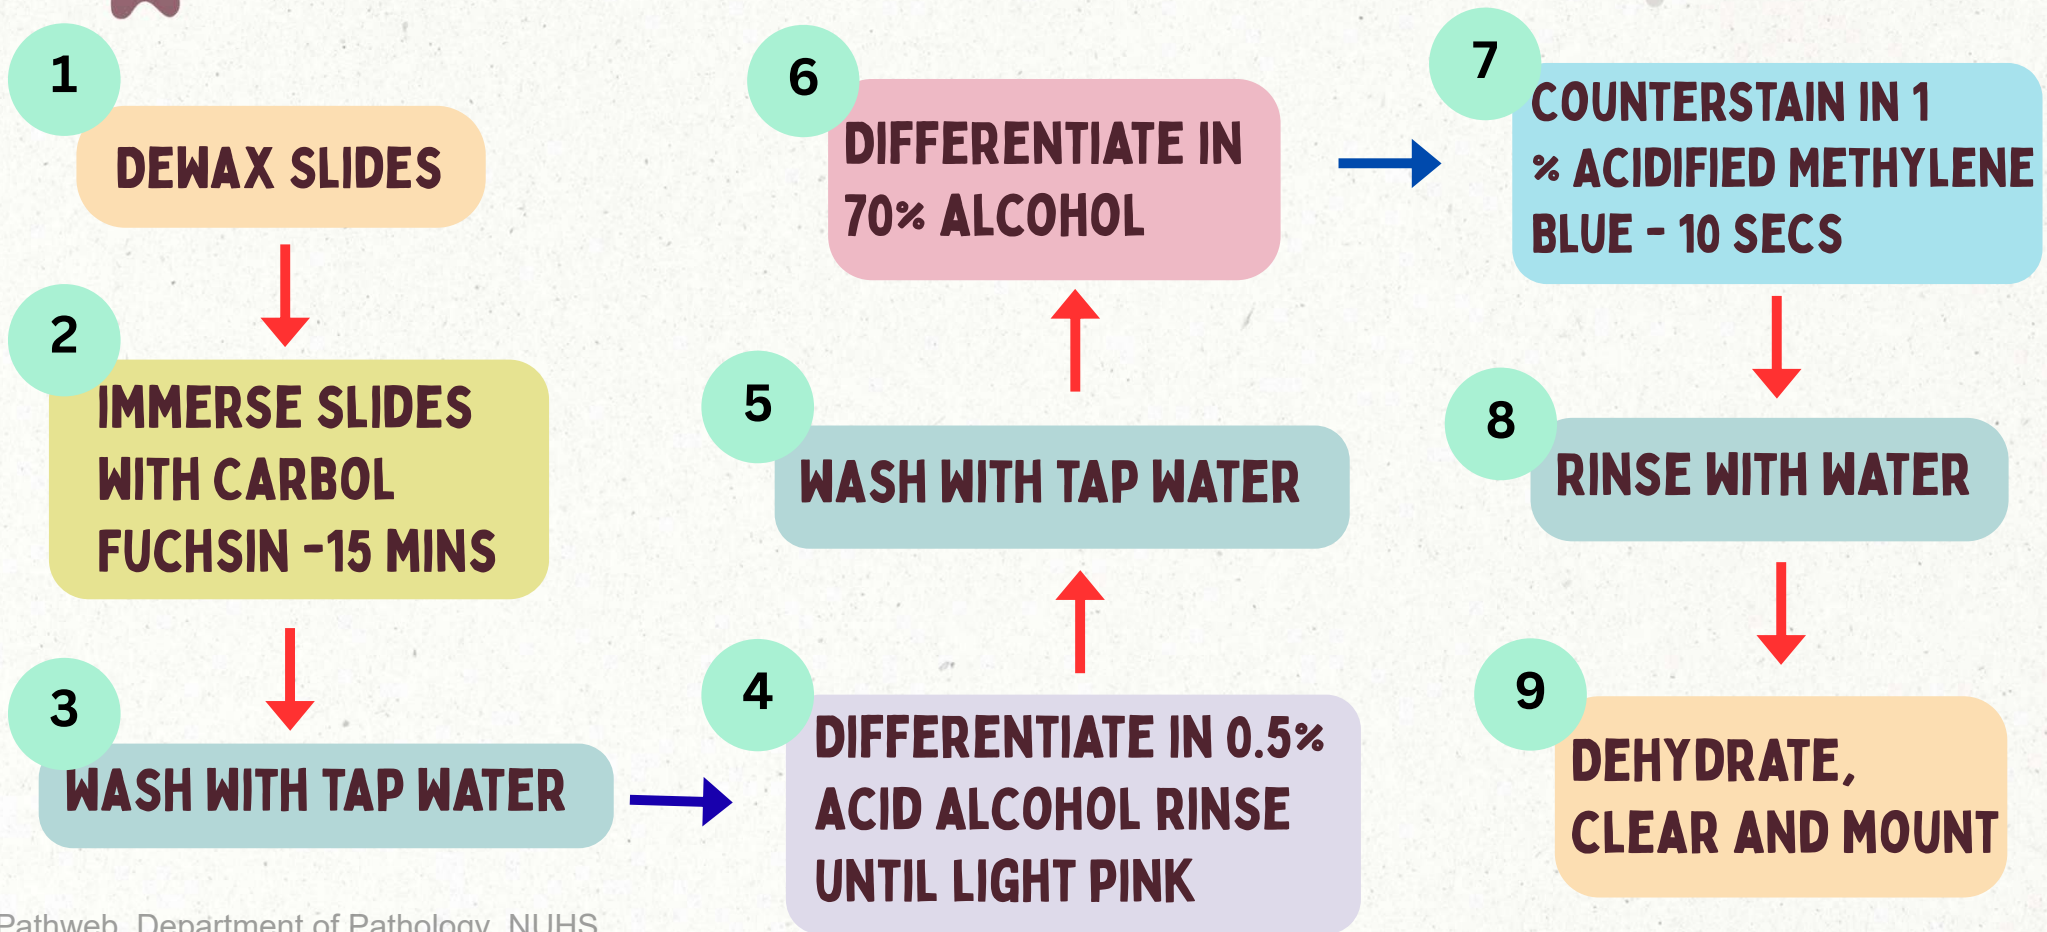 1
DEWAX SLIDES
2
IMMERSE SLIDES
WITH CARBOL
FUCHSIN -15 MINS
3
WASH WITH TAP WATER
4
DIFFERENTIATE IN 0.5%
ACID ALCOHOL RINSE
UNTIL LIGHT PINK
5
WASH WITH TAP WATER
6
DIFFERENTIATE IN
70% ALCOHOL
7
COUNTERSTAIN IN 1
% ACIDIFIED METHYLENE
BLUE - 10 SECS
8
RINSE WITH WATER
9
DEHYDRATE,
CLEAR AND MOUNT
Pathweb, Department of Pathology, NUHS